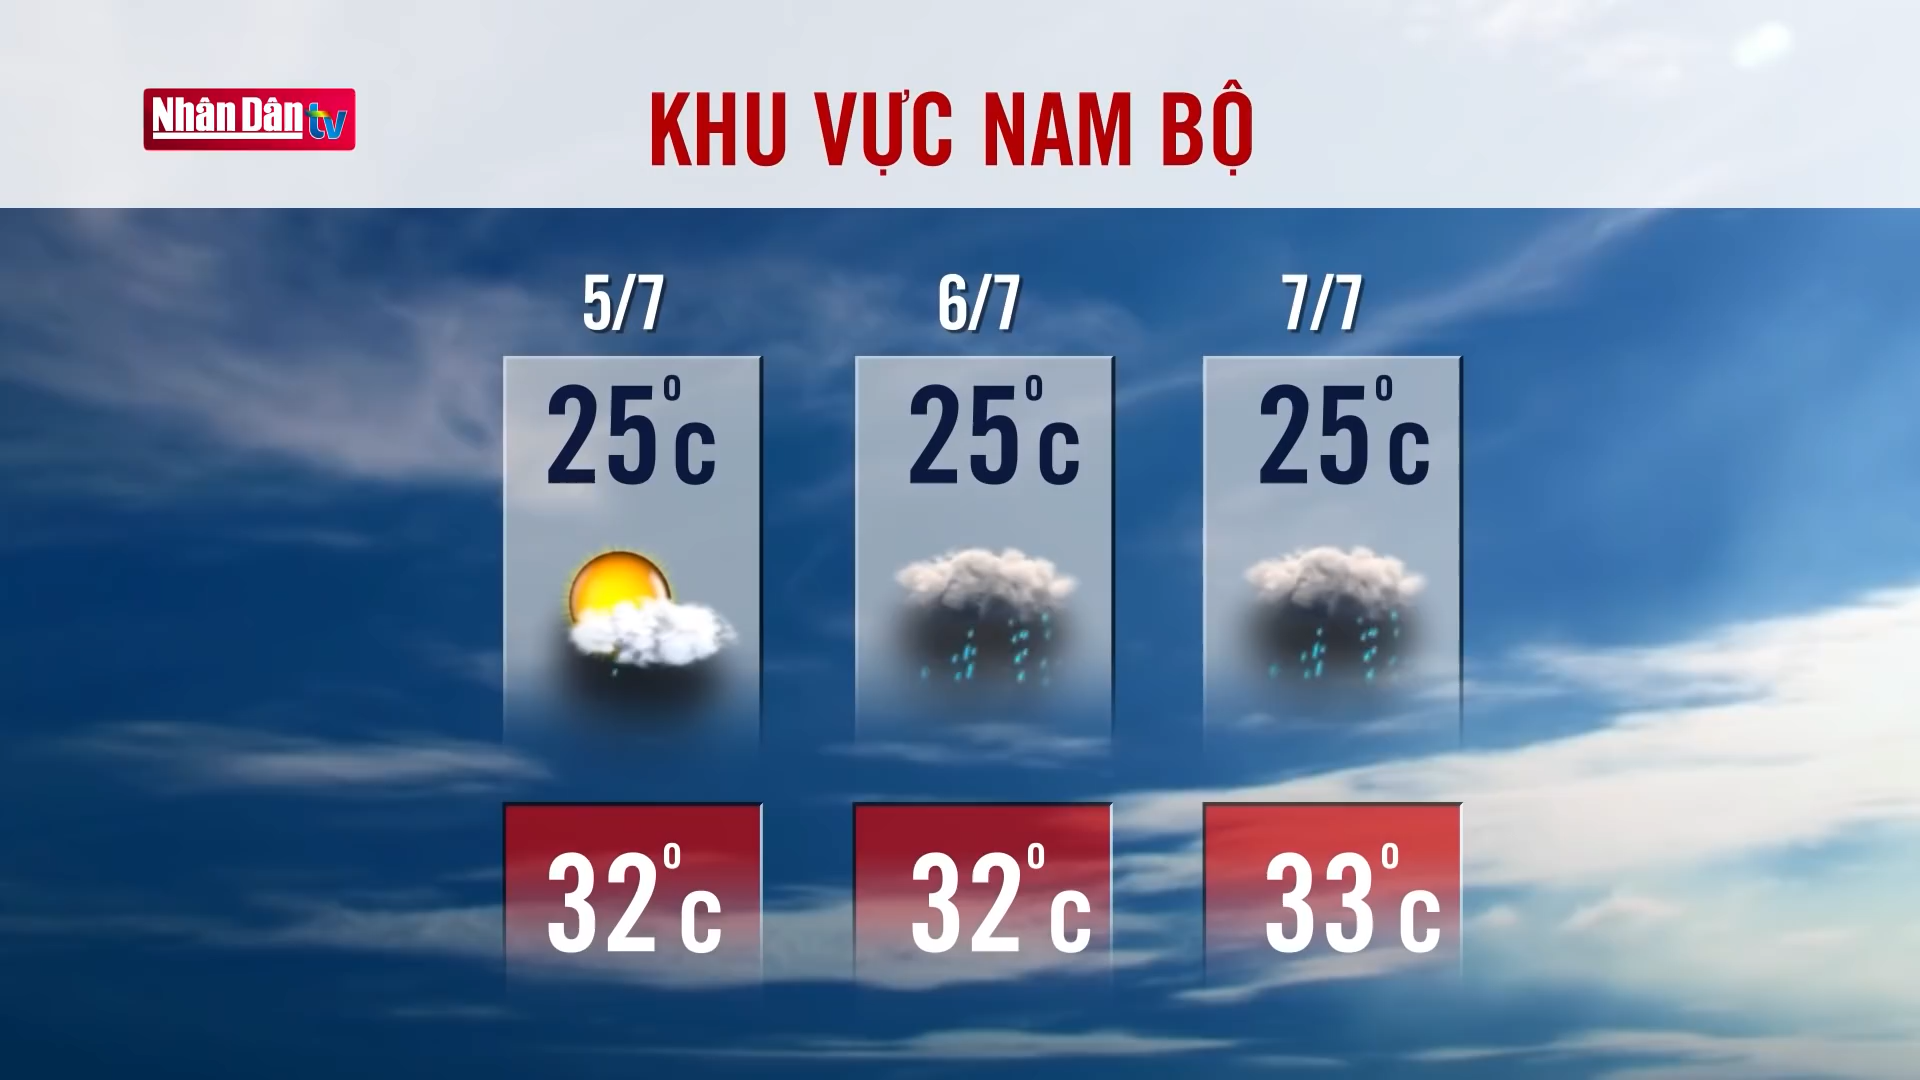 Nhân Dân tv
KHU VỰC NAM BỘ
5/7 6/7 7/7
25°C 25°C 25°C
32°C 32°C 33°C